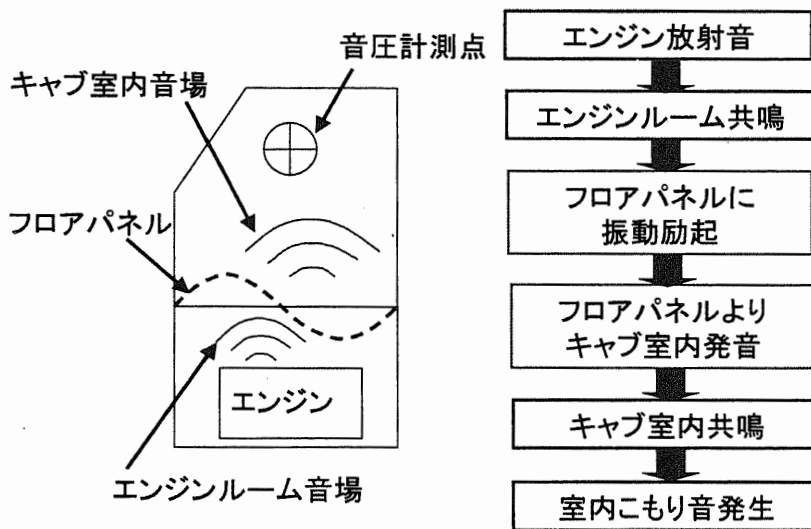 音圧計測点
キャブ室内音場
フロアパネル
エンジン
エンジンルーム音場
エンジン放射音
エンジンルーム共鳴
フロアパネルに
振動励起
フロアパネルより
キャブ室内発音
キャブ室内共鳴
室内こもり音発生